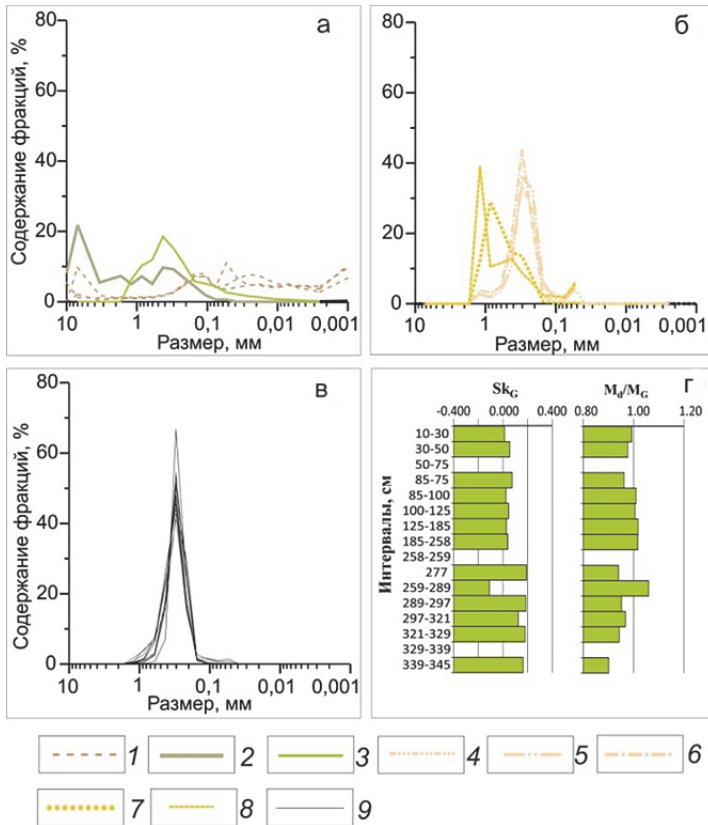 80
а
60
40
20
0
10
1
0,1
0,01
0,001
Содержание фракций, %
Размер, мм
80
б
60
40
20
0
10
1
0,1
0,01
0,001
Размер, мм
80
в
60
40
20
0
10
1
0,1
0,01
0,001
Содержание фракций, %
Размер, мм
SkG
Md/MG
г
-0.400 0.000 0.400
0.80 1.00 1.20
Интервалы, см
10-30
30-50
50-75
85-75
85-100
100-125
125-185
185-258
258-259
277
259-289
289-297
297-321
321-329
329-339
339-345
1 2 3 4 5 6
7 8 9